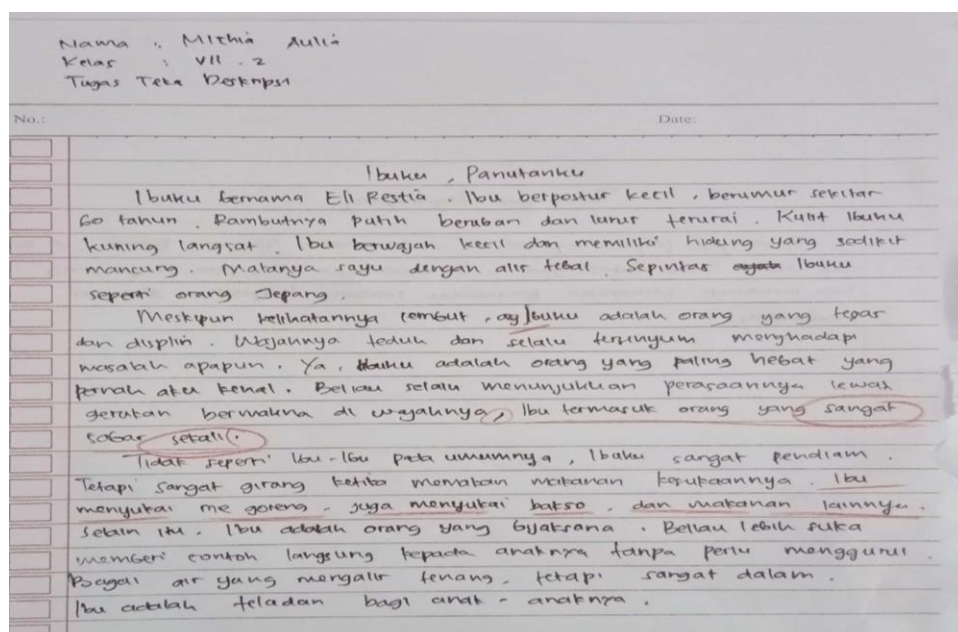 Nama : Mithia Aulia
Kelas : VII . 2
Tugas Teks Deskripsi
No.: Date:
Ibuku , Panutanku
Ibuku bernama Eli Restia . Ibu berpostur kecil , berumur sekitar
60 tahun . Rambutnya putih beruban dan lurus terurai . Kulit Ibuku
kuning langsat . Ibu berwajah kecil dan memiliki hidung yang sedikit
mancung . Matanya sayu dengan alis tebal . Sepintas Ibuku
seperti orang Jepang .
Meskipun kelihatannya lembut , Ibuku adalah orang yang tegas
dan displin . Wajahnya teduh dan selalu tersenyum menghadapi
masalah apapun . Ya , Ibuku adalah orang yang paling hebat yang
pernah aku kenal . Beliau selalu menunjukkan perasaannya lewat
gerakan bermakna di wajahnya , Ibu termasuk orang yang sangat
sabar sekali .
Tidak seperti Ibu-Ibu pada umumnya , Ibuku sangat pendiam .
Tetapi sangat girang ketika memakan makanan kesukaannya . Ibu
menyukai me goreng , juga menyukai bakso , dan makanan lainnya .
Selain itu , Ibu adalah orang yang bijaksana . Beliau lebih suka
memberi contoh langsung kepada anaknya tanpa perlu menggurui .
Bagai air yang mengalir tenang , tetapi sangat dalam .
Ibu adalah teladan bagi anak - anaknya .